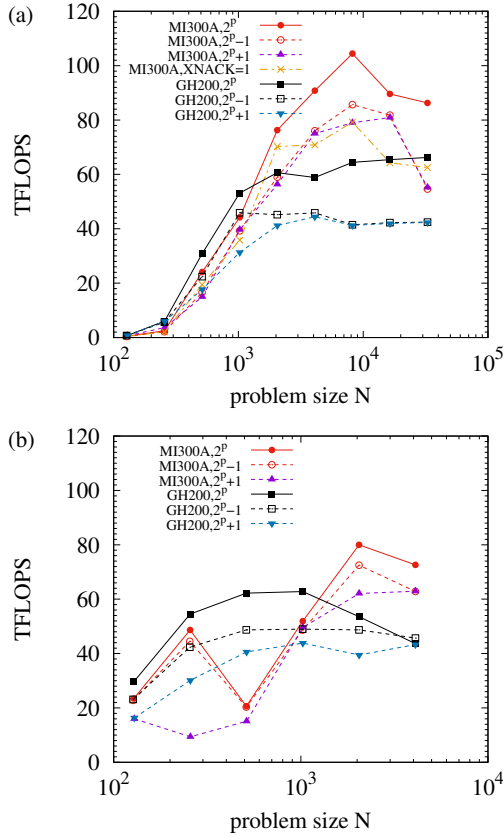 (a)
120
100
80
60
40
20
0
TFLOPS
MI300A,2^p
MI300A,2^p-1
MI300A,2^p+1
MI300A,XNACK=1
GH200,2^p
GH200,2^p-1
GH200,2^p+1
10^2 10^3 10^4 10^5
problem size N
(b)
120
100
80
60
40
20
0
TFLOPS
MI300A,2^p
MI300A,2^p-1
MI300A,2^p+1
GH200,2^p
GH200,2^p-1
GH200,2^p+1
10^2 10^3 10^4
problem size N